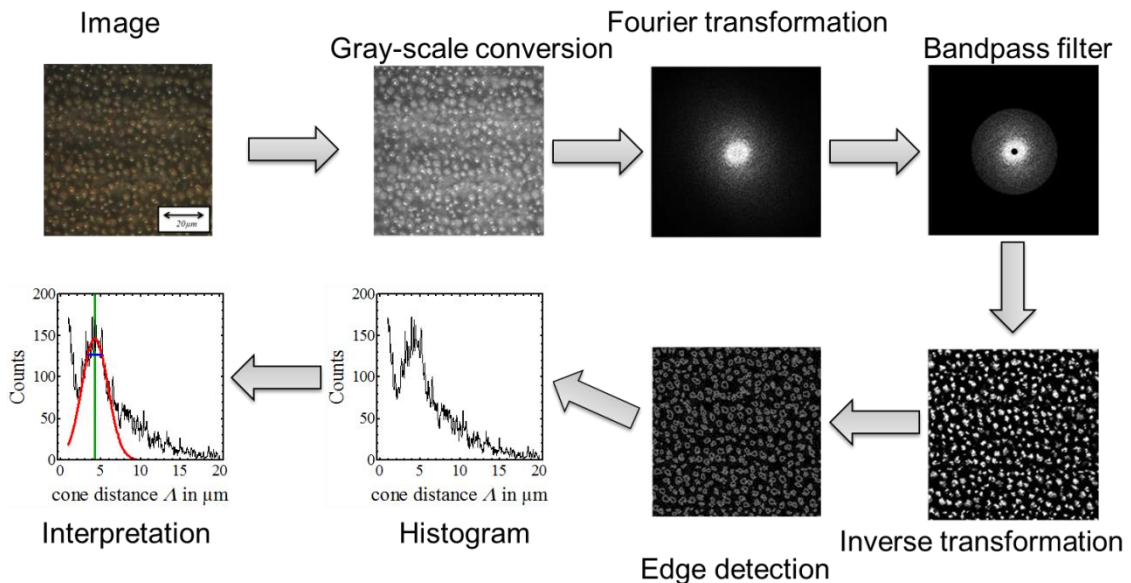 Image
Gray-scale conversion
Fourier transformation
Bandpass filter
20µm
200
150
100
50
0
Counts
0 5 10 15 20
cone distance Λ in µm
Interpretation
200
150
100
50
0
Counts
0 5 10 15 20
cone distance Λ in µm
Histogram
Edge detection
Inverse transformation